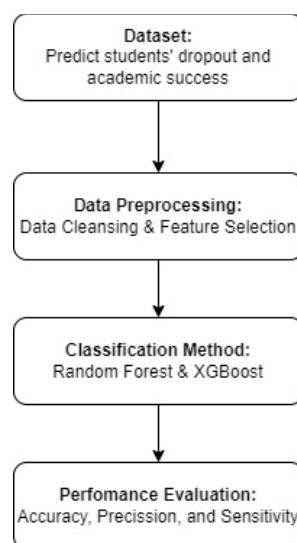 Dataset:
Predict students' dropout and
academic success
Data Preprocessing:
Data Cleansing & Feature Selection
Classification Method:
Random Forest & XGBoost
Perfomance Evaluation:
Accuracy, Precission, and Sensitivity